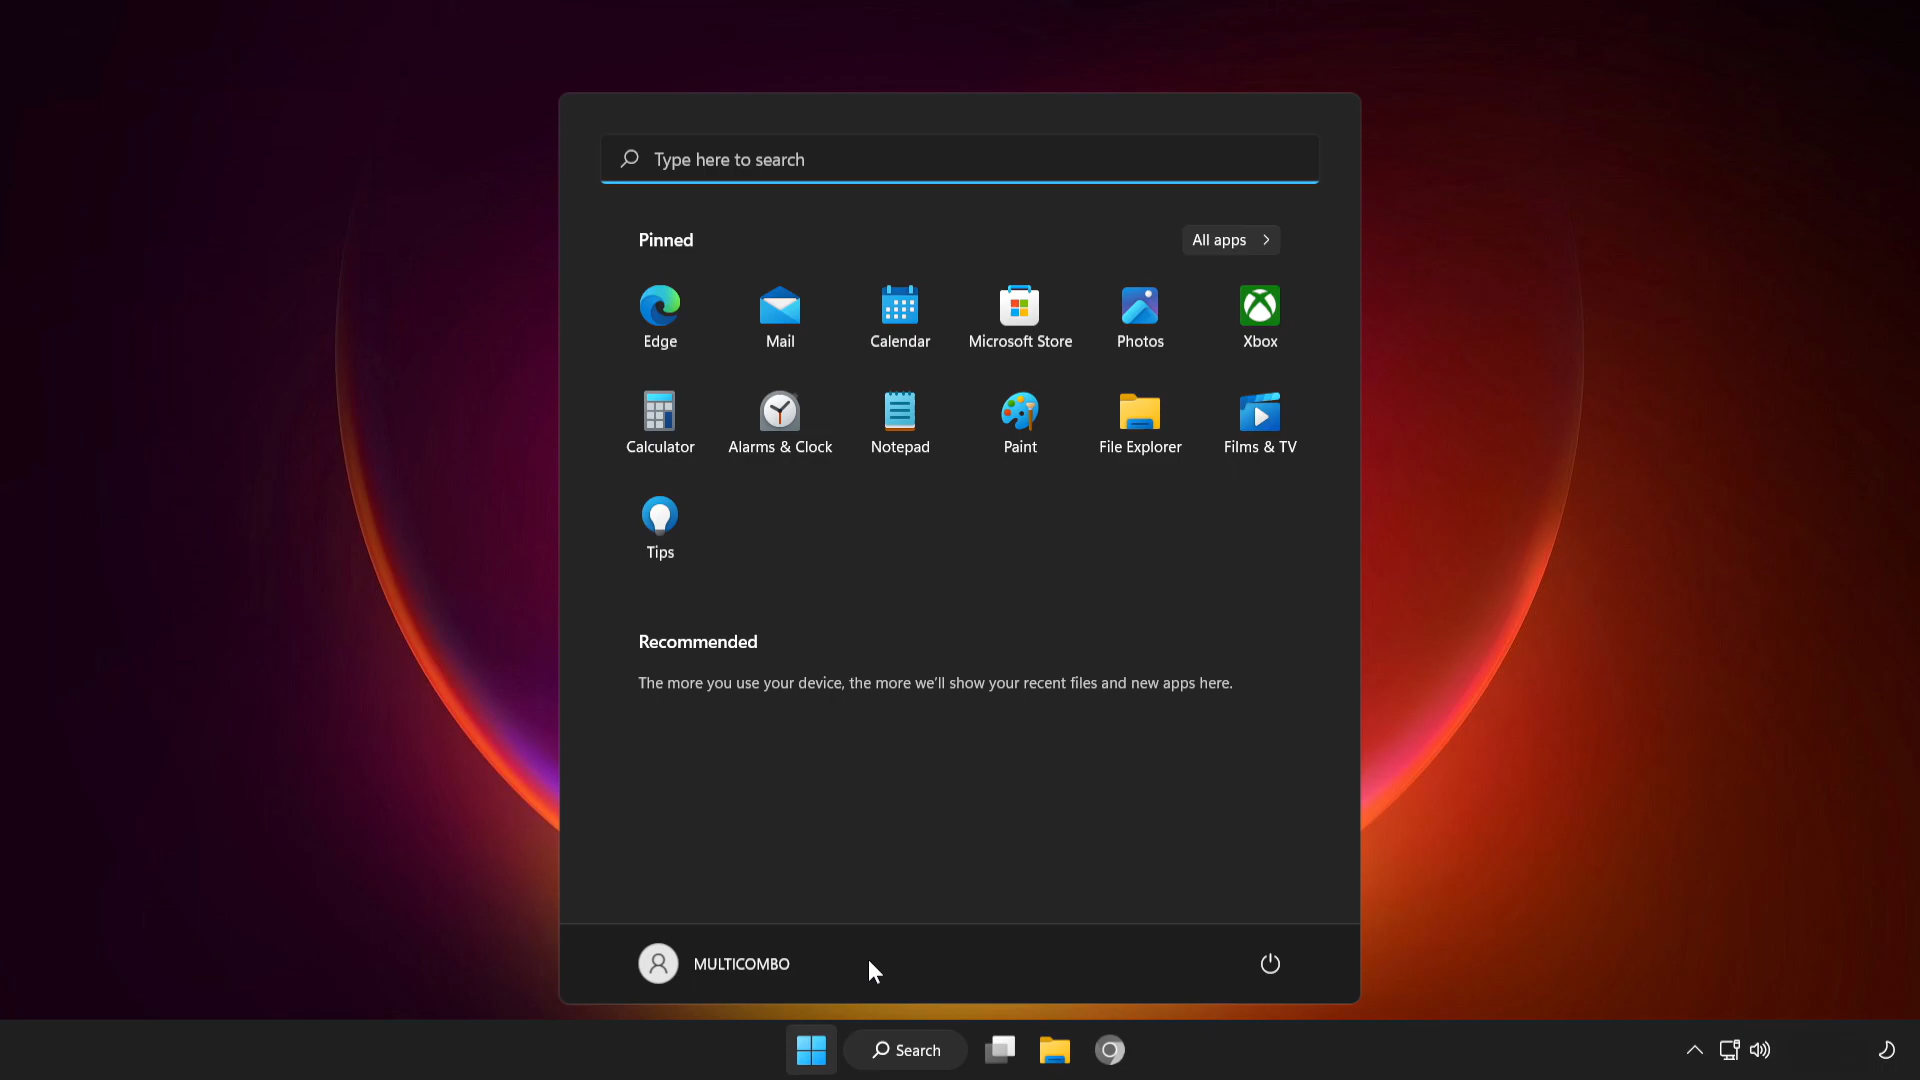 Type here to search
Pinned
All apps
Edge
Mail
Calendar
Microsoft Store
Photos
Xbox
Calculator
Alarms & Clock
Notepad
Paint
File Explorer
Films & TV
Tips
Recommended
The more you use your device, the more we’ll show your recent files and new apps here.
MULTICOMBO
Search